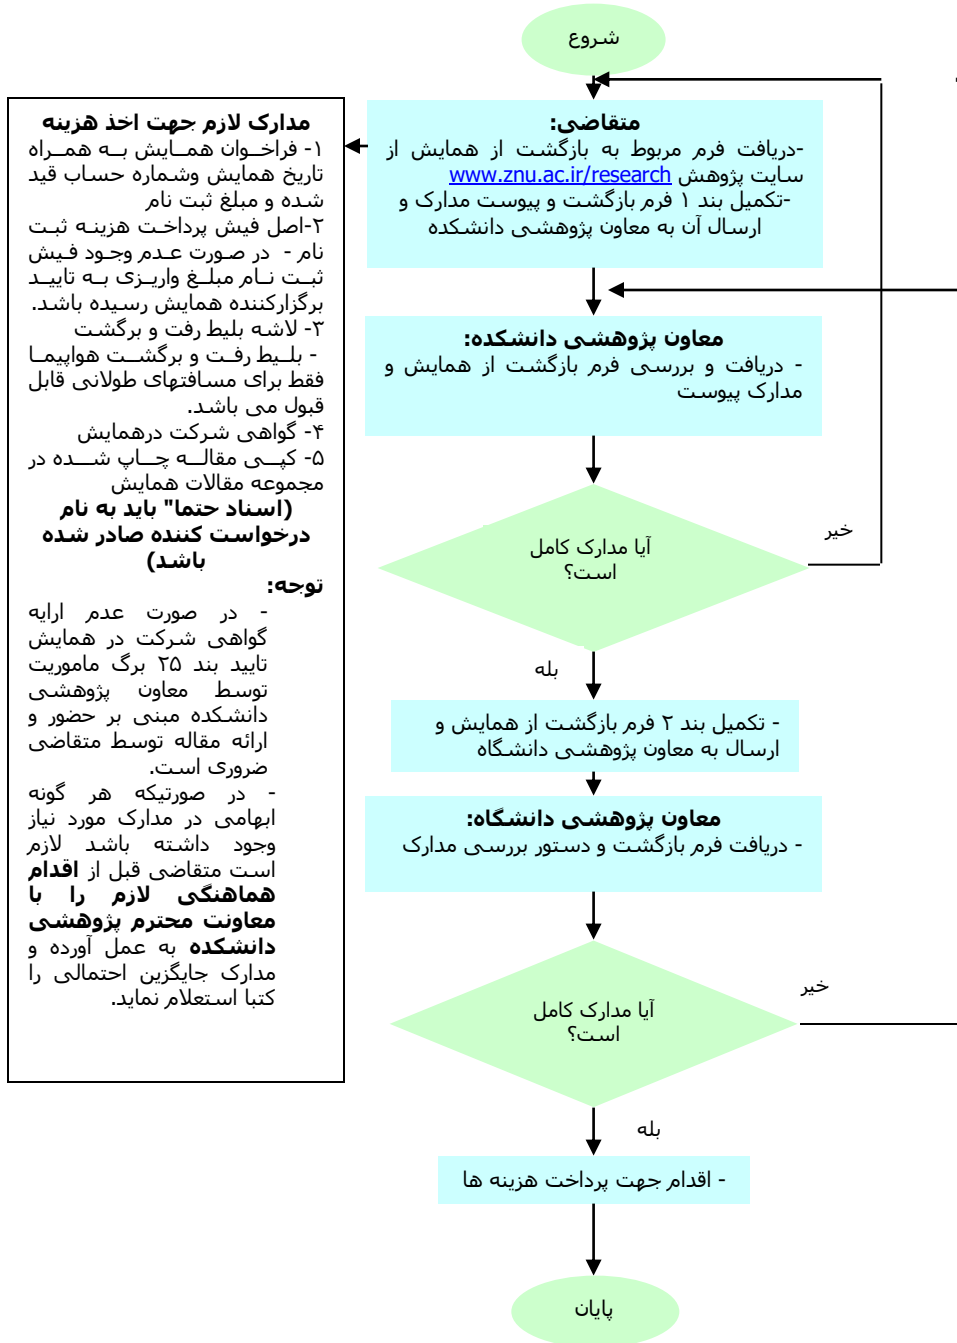 شروع
متقاضی:
-دریافت فرم مربوط به بازگشت از همایش از
سایت پژوهش www.znu.ac.ir/research
-تکمیل بند ۱ فرم بازگشت و پیوست مدارک و
ارسال آن به معاون پژوهشی دانشکده
مدارک لازم جهت اخذ هزینه
۱- فراخوان همایش به همراه
تاریخ همایش وشماره حساب قید
شده و مبلغ ثبت نام
۲-اصل فیش پرداخت هزینه ثبت
نام - در صورت عدم وجود فیش
ثبت نام مبلغ واریزی به تایید
برگزارکننده همایش رسیده باشد.
۳- لاشه بلیط رفت و برگشت
- بلیط رفت و برگشت هواپیما
فقط برای مسافتهای طولانی قابل
قبول می باشد.
۴- گواهی شرکت درهمایش
۵- کپی مقاله چاپ شده در
مجموعه مقالات همایش
(اسناد حتما" باید به نام
درخواست کننده صادر شده
باشد)
توجه:
- در صورت عدم ارایه
گواهی شرکت در همایش
تایید بند ۲۵ برگ ماموریت
توسط معاون پژوهشی
دانشکده مبنی بر حضور و
ارائه مقاله توسط متقاضی
ضروری است.
- در صورتیکه هر گونه
ابهامی در مدارک مورد نیاز
وجود داشته باشد لازم
است متقاضی قبل از اقدام
هماهنگی لازم را با
معاونت محترم پژوهشی
دانشکده به عمل آورده و
مدارک جایگزین احتمالی را
کتبا استعلام نماید.
معاون پژوهشی دانشکده:
- دریافت و بررسی فرم بازگشت از همایش و
مدارک پیوست
آیا مدارک کامل
است؟
خیر
بله
- تکمیل بند ۲ فرم بازگشت از همایش و
ارسال به معاون پژوهشی دانشگاه
معاون پژوهشی دانشگاه:
- دریافت فرم بازگشت و دستور بررسی مدارک
آیا مدارک کامل
است؟
خیر
بله
- اقدام جهت پرداخت هزینه ها
پایان